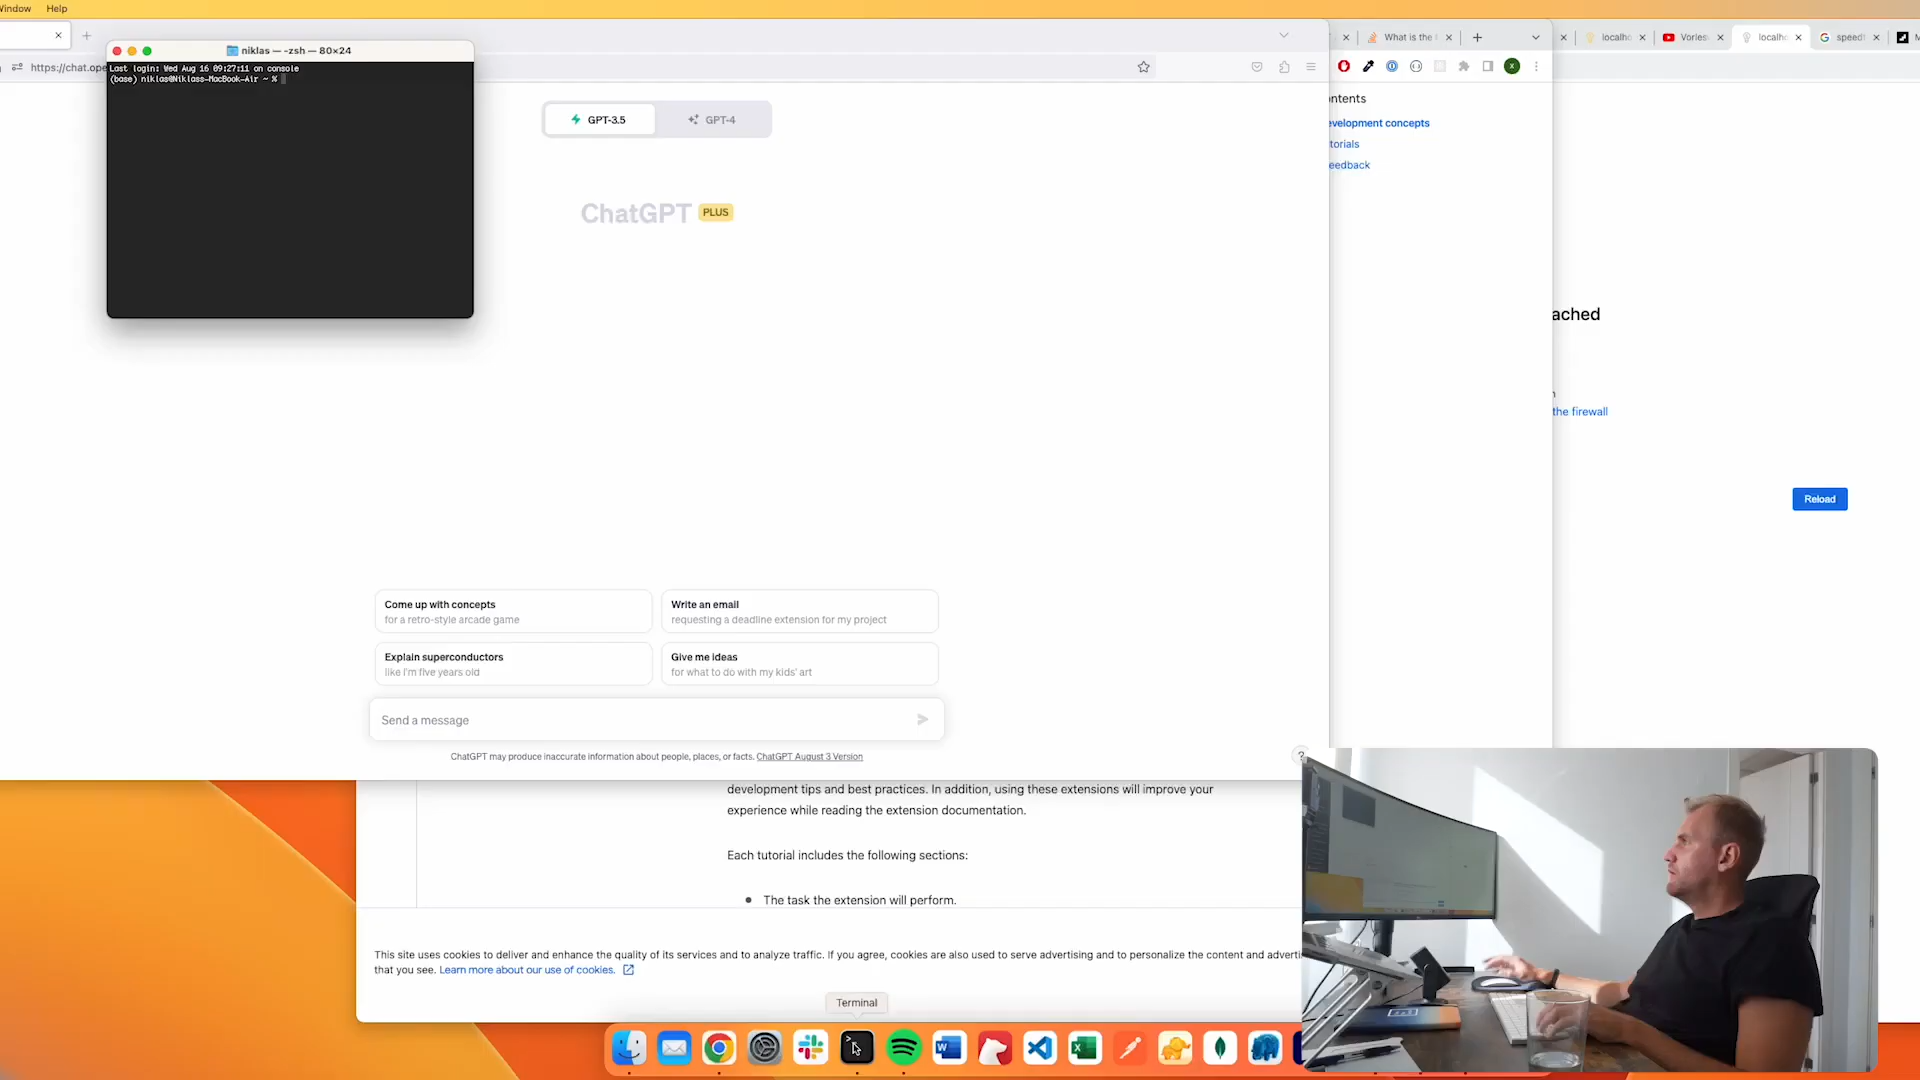 Window Help
niklas — -zsh — 80×24
Last login: Wed Aug 16 09:27:11 on console
(base) niklas@Niklass-MacBook-Air ~ %
What is the
localho
Vorles
localho
speedt
https://chat.ope
GPT-3.5
GPT-4
ntents
evelopment concepts
torials
eedback
ChatGPT PLUS
ached
the firewall
Reload
Come up with concepts
for a retro-style arcade game
Write an email
requesting a deadline extension for my project
Explain superconductors
like I'm five years old
Give me ideas
for what to do with my kids' art
Send a message
ChatGPT may produce inaccurate information about people, places, or facts. ChatGPT August 3 Version
?
development tips and best practices. In addition, using these extensions will improve your
experience while reading the extension documentation.
Each tutorial includes the following sections:
The task the extension will perform.
This site uses cookies to deliver and enhance the quality of its services and to analyze traffic. If you agree, cookies are also used to serve advertising and to personalize the content and adverti
that you see. Learn more about our use of cookies.
Terminal